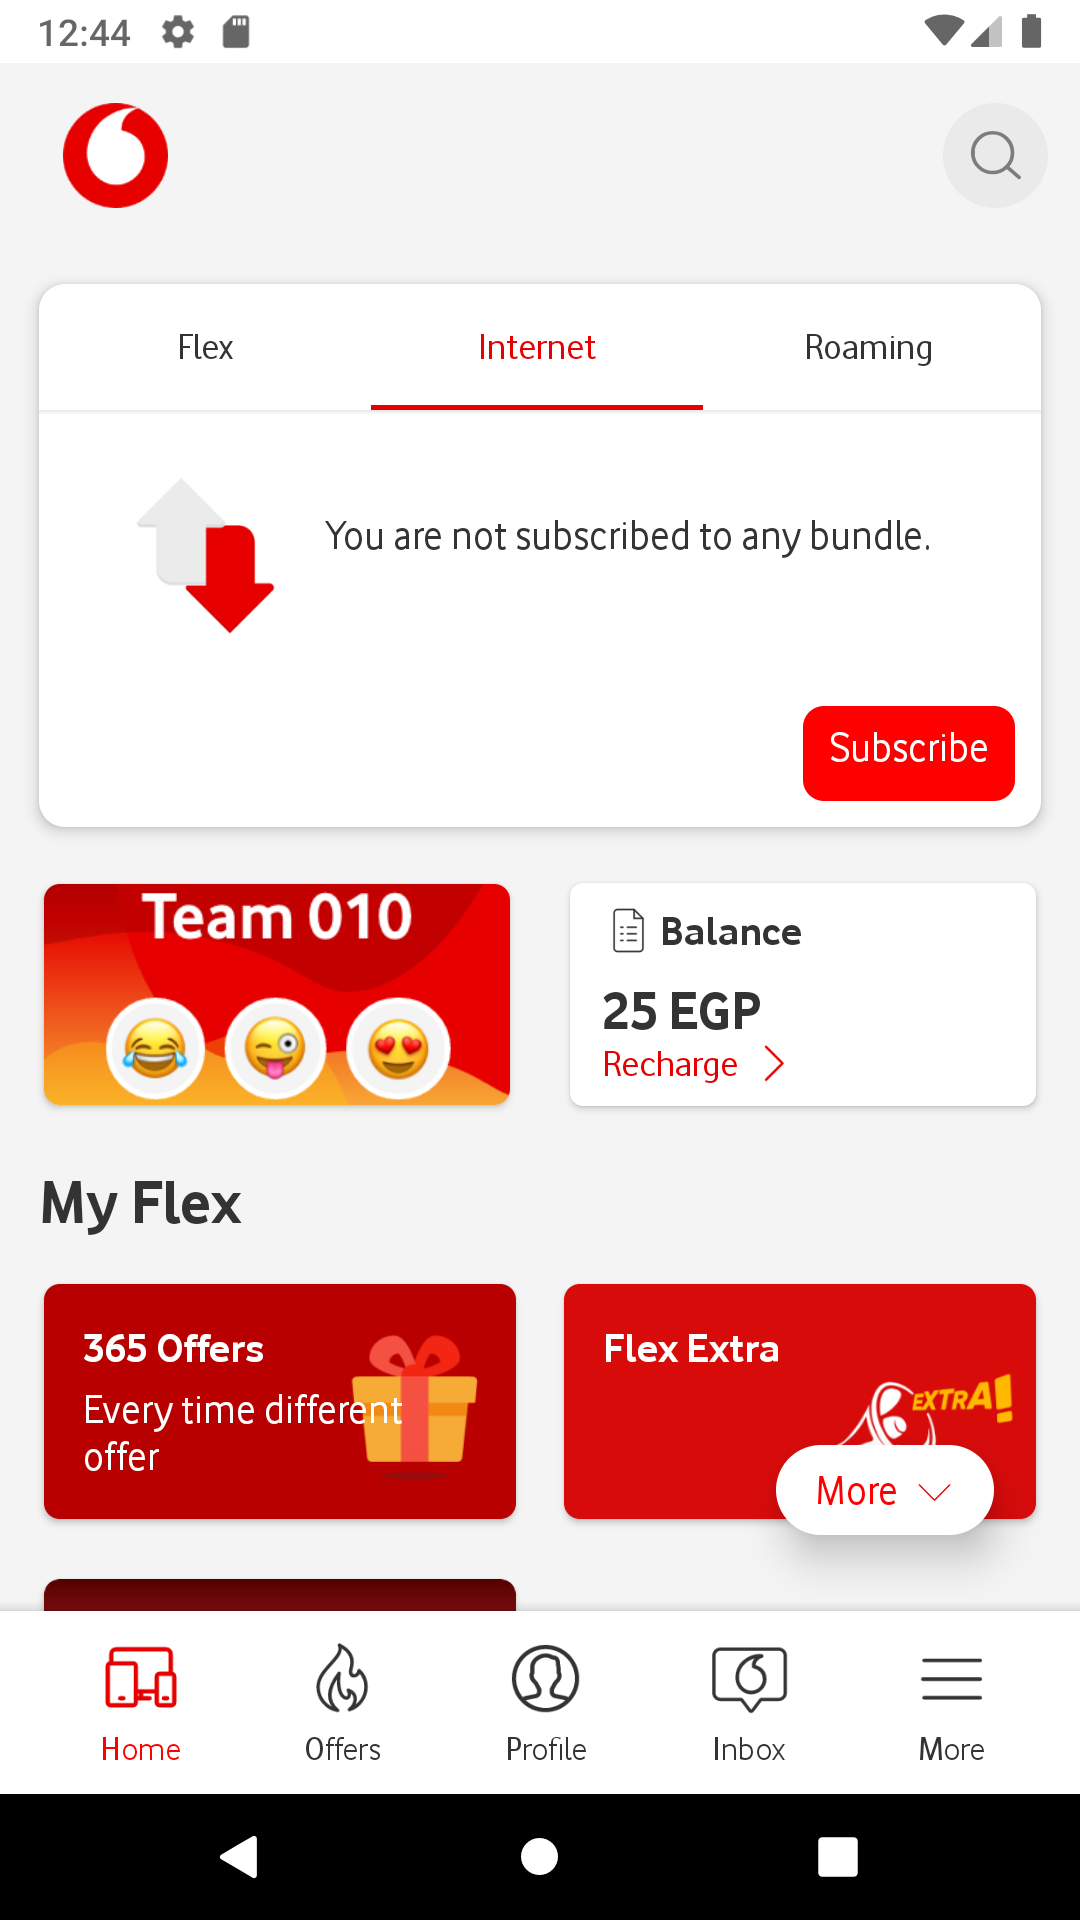 12:44
Flex
Internet
Roaming
You are not subscribed to any bundle.
Subscribe
Team 010
Balance
25 EGP
Recharge
My Flex
365 Offers
Every time different
offer
Flex Extra
EXTRA!
More
Home
Offers
Profile
Inbox
More